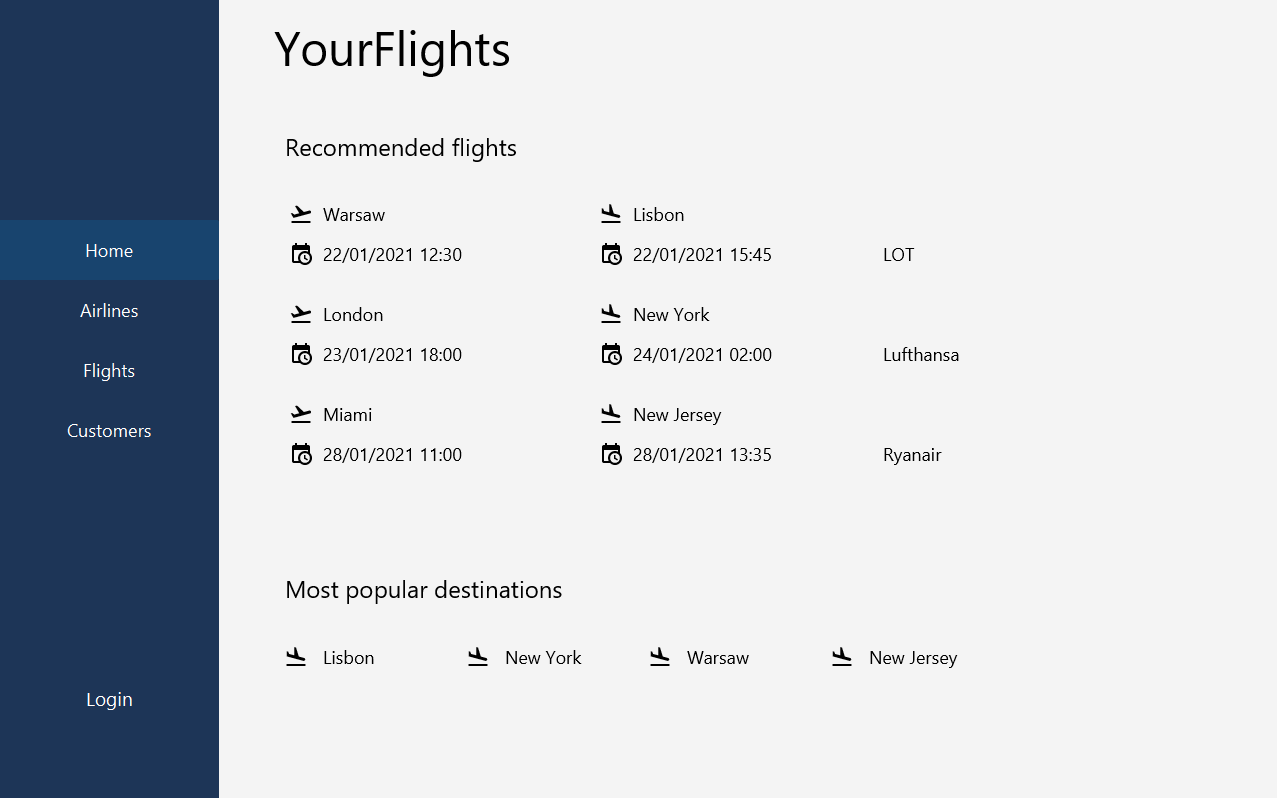 YourFlights
Recommended flights
Warsaw Lisbon
22/01/2021 12:30 22/01/2021 15:45 LOT
London New York
23/01/2021 18:00 24/01/2021 02:00 Lufthansa
Miami New Jersey
28/01/2021 11:00 28/01/2021 13:35 Ryanair
Most popular destinations
Lisbon New York Warsaw New Jersey
Home
Airlines
Flights
Customers
Login